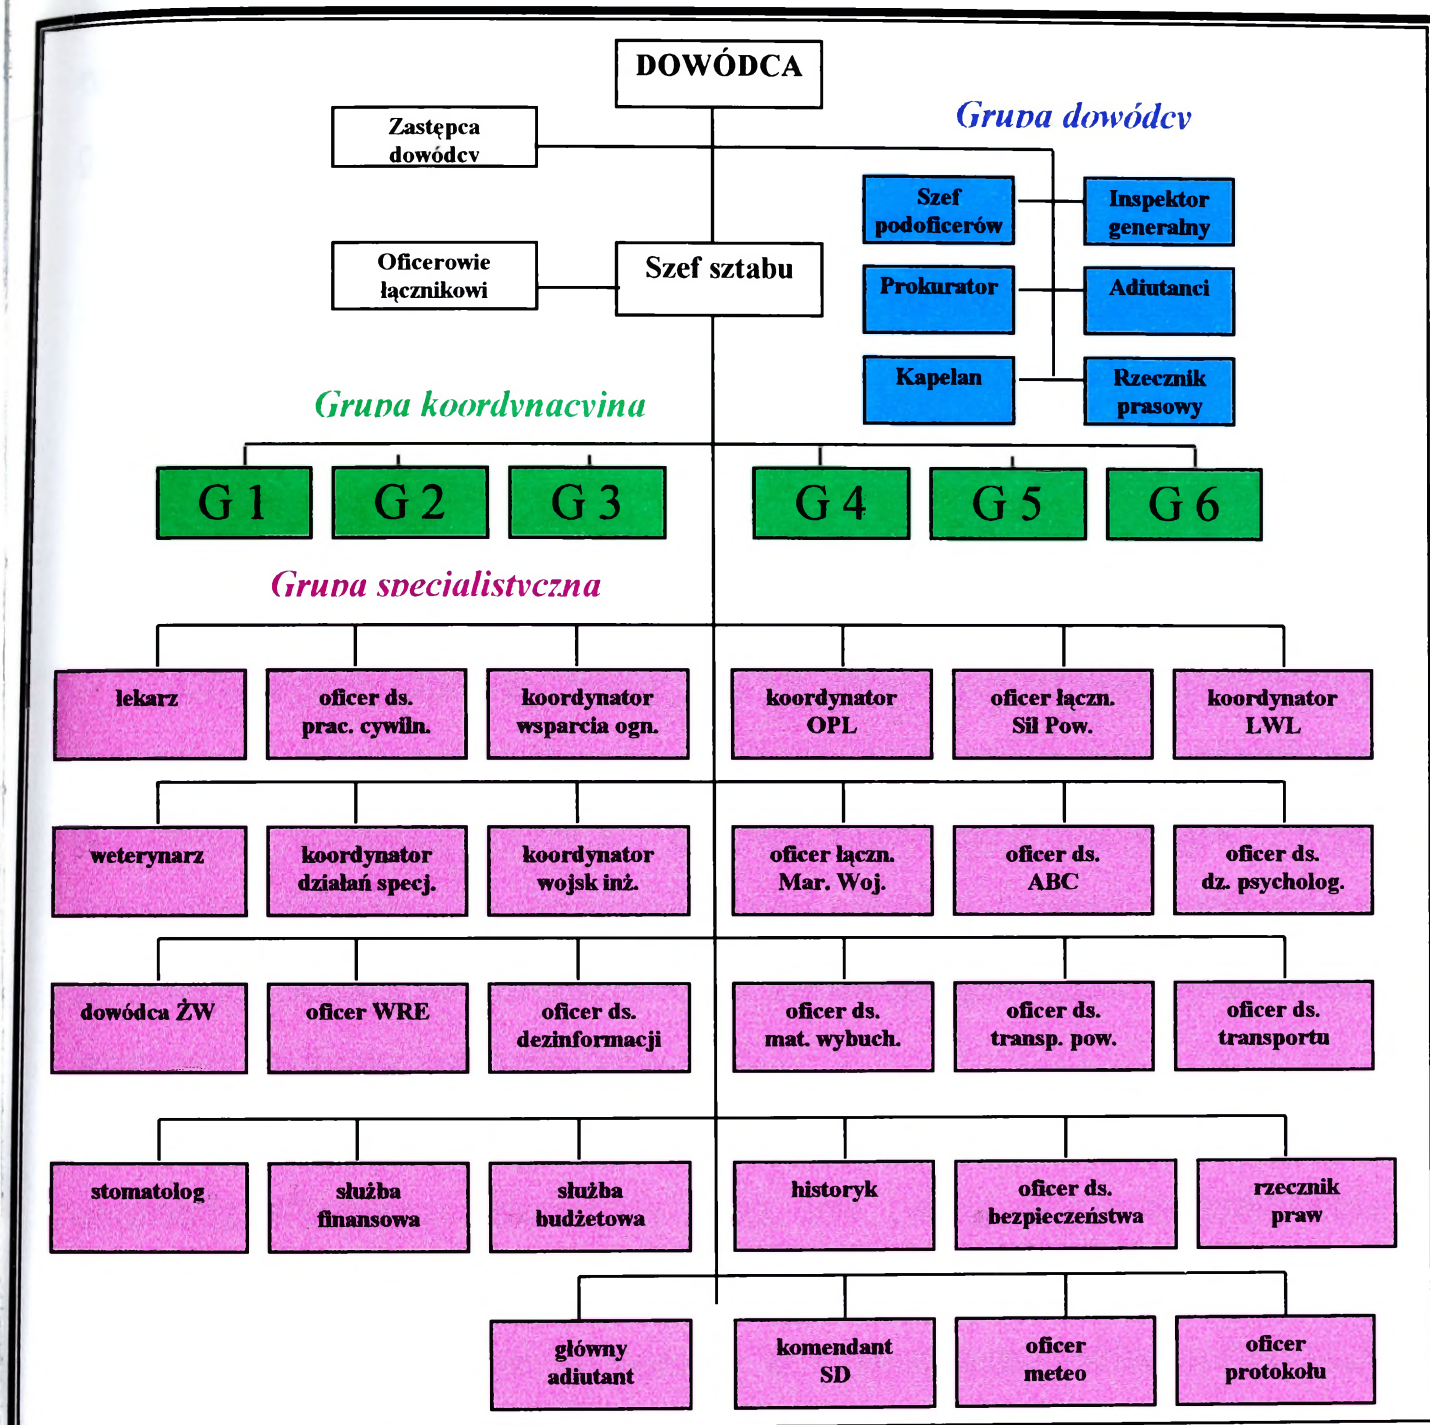 DOWÓDCA
Zastępca
dowódcy
Grupa dowódcy
Szef
podoficerów
Inspektor
generalny
Oficerowie
łącznikowi
Szef sztabu
Prokurator
Adiutanci
Kapelan
Rzecznik
prasowy
Grupa koordynacyjna
G 1
G 2
G 3
G 4
G 5
G 6
Grupa specjalistyczna
lekarz
oficer ds.
prac. cywiln.
koordynator
wsparcia ogn.
koordynator
OPL
oficer łączn.
Sił Pow.
koordynator
LWL
weterynarz
koordynator
działań specj.
koordynator
wojsk inż.
oficer łączn.
Mar. Woj.
oficer ds.
ABC
oficer ds.
dz. psycholog.
dowódca ŻW
oficer WRE
oficer ds.
dezinformacji
oficer ds.
mat. wybuch.
oficer ds.
transp. pow.
oficer ds.
transportu
stomatolog
służba
finansowa
służba
budżetowa
historyk
oficer ds.
bezpieczeństwa
rzecznik
praw
główny
adiutant
komendant
SD
oficer
meteo
oficer
protokołu